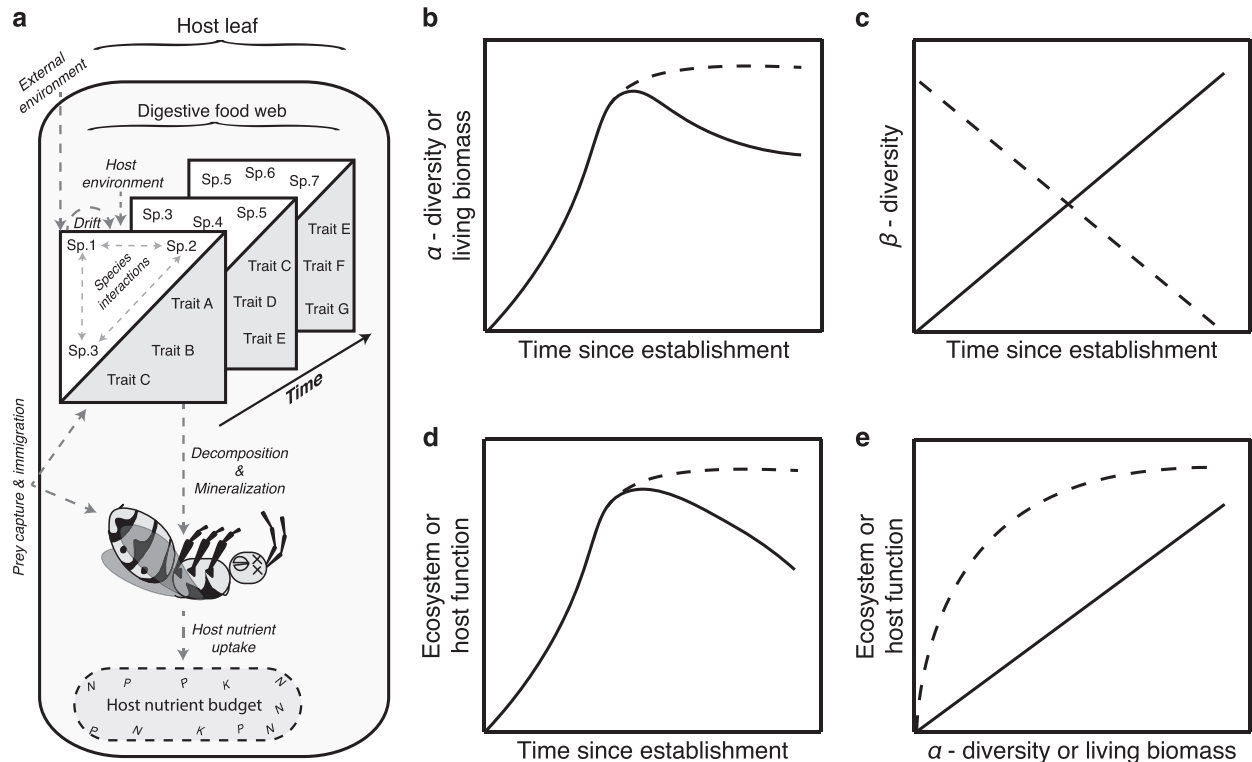 a
Host leaf
External
environment
Digestive food web
Host
environment
Drift
Sp.1
Sp.2
Species
interactions
Sp.3
Trait A
Trait B
Trait C
Sp.3
Sp.4
Sp.5
Trait C
Trait D
Trait E
Sp.5
Sp.6
Sp.7
Trait E
Trait F
Trait G
Time
Prey capture & immigration
Decomposition
&
Mineralization
X X
X X
Host nutrient
uptake
N P P K N
Host nutrient budget
N
P N K P N
b
α - diversity or
living biomass
Time since establishment
c
β - diversity
Time since establishment
d
Ecosystem or
host function
Time since establishment
e
Ecosystem or
host function
α - diversity or living biomass